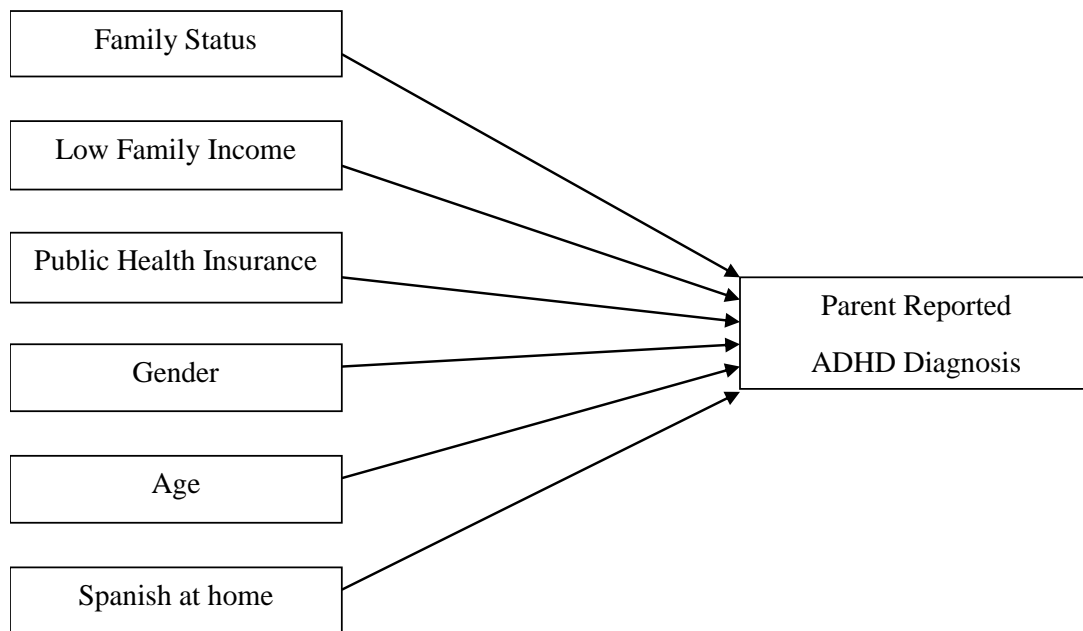 Family Status
Low Family Income
Public Health Insurance
Parent Reported
ADHD Diagnosis
Gender
Age
Spanish at home